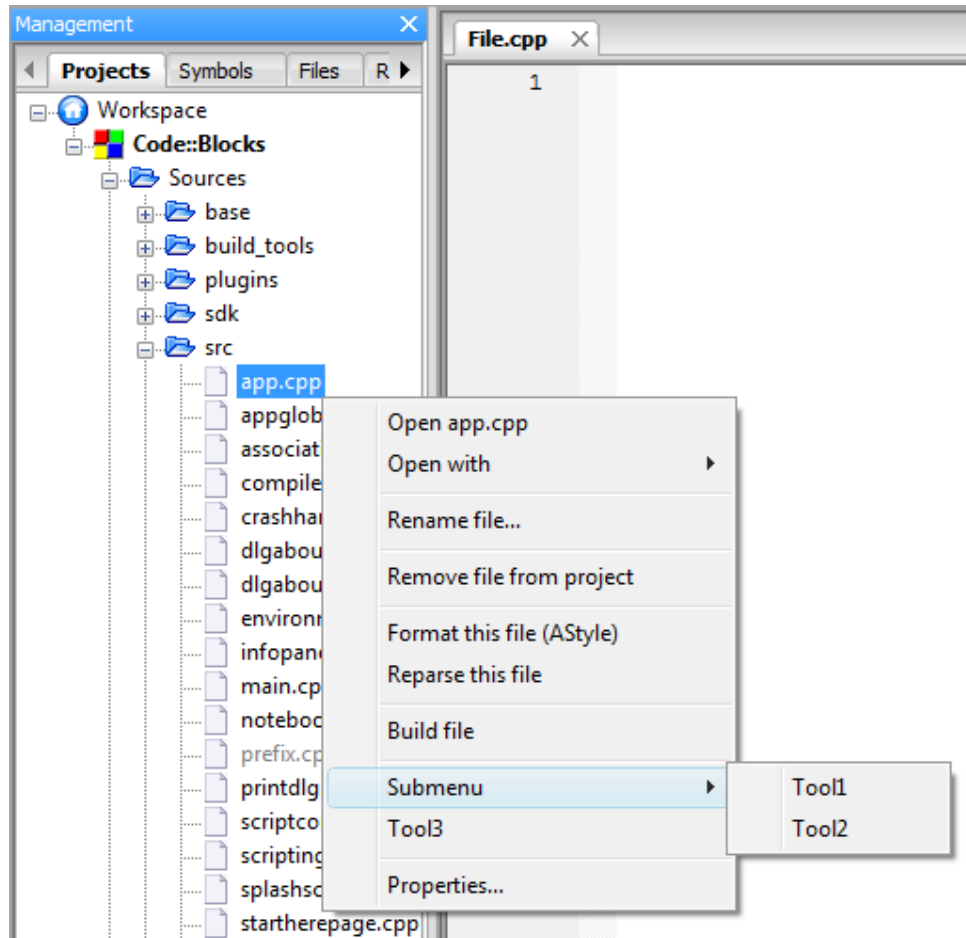 Management
Projects
Symbols
Files
R
Workspace
Code::Blocks
Sources
base
build_tools
plugins
sdk
src
app.cpp
appglob
associat
compile
crashha
dlgabou
dlgabou
environ
infopan
main.cp
noteboo
prefix.cp
printdlg
scriptco
scripting
splashsc
startherepage.cpp
File.cpp
1
Open app.cpp
Open with
Rename file...
Remove file from project
Format this file (AStyle)
Reparse this file
Build file
Submenu
Tool3
Properties...
Tool1
Tool2